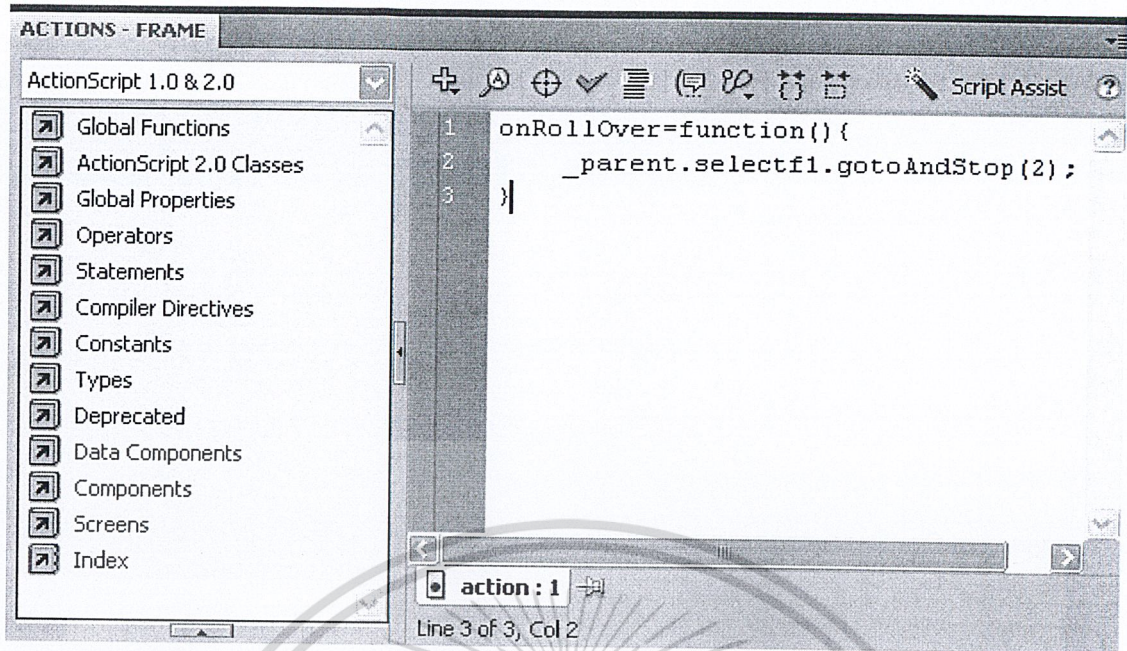 ACTIONS - FRAME
ActionScript 1.0 & 2.0
Script Assist
Global Functions
ActionScript 2.0 Classes
Global Properties
Operators
Statements
Compiler Directives
Constants
Types
Deprecated
Data Components
Components
Screens
Index
1 onRollOver=function(){
2 _parent.selectf1.gotoAndStop(2);
3 }
action : 1
Line 3 of 3, Col 2